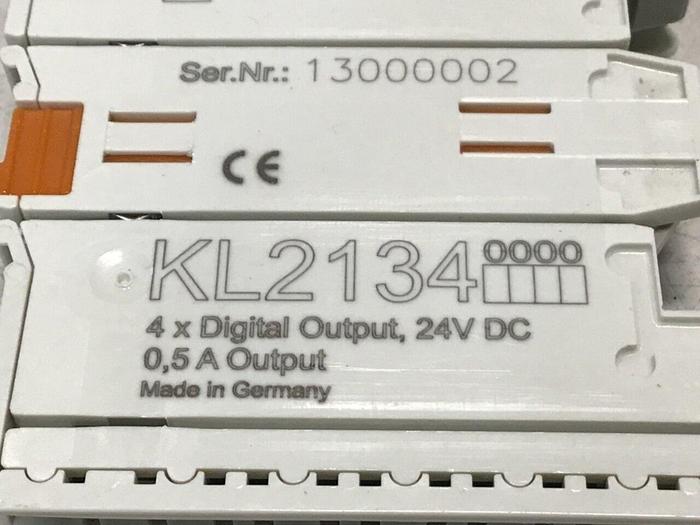 Ser.Nr.: 13000002
CE
KL2134 0000
4 x Digital Output, 24V DC
0,5 A Output
Made in Germany